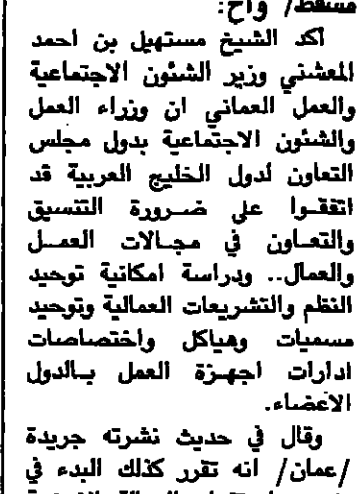 مسقط/ واح:
أكد الشيخ مستهيل بن احمد
المعشني وزير الشئون الاجتماعية
والعمل العماني ان وزراء العمل
والشئون الاجتماعية بدول مجلس
التعاون لدول الخليج العربية قد
اتفقوا على ضرورة التنسيق
والتعاون في مجالات العمل
والعمال.. ودراسة امكانية توحيد
النظم والتشريعات العمالية وتوحيد
مسميات وهياكل واختصاصات
ادارات اجهزة العمل بالدول
الاعضاء.
وقال في حديث نشرته جريدة
/عمان/ انه تقرر كذلك البدء في